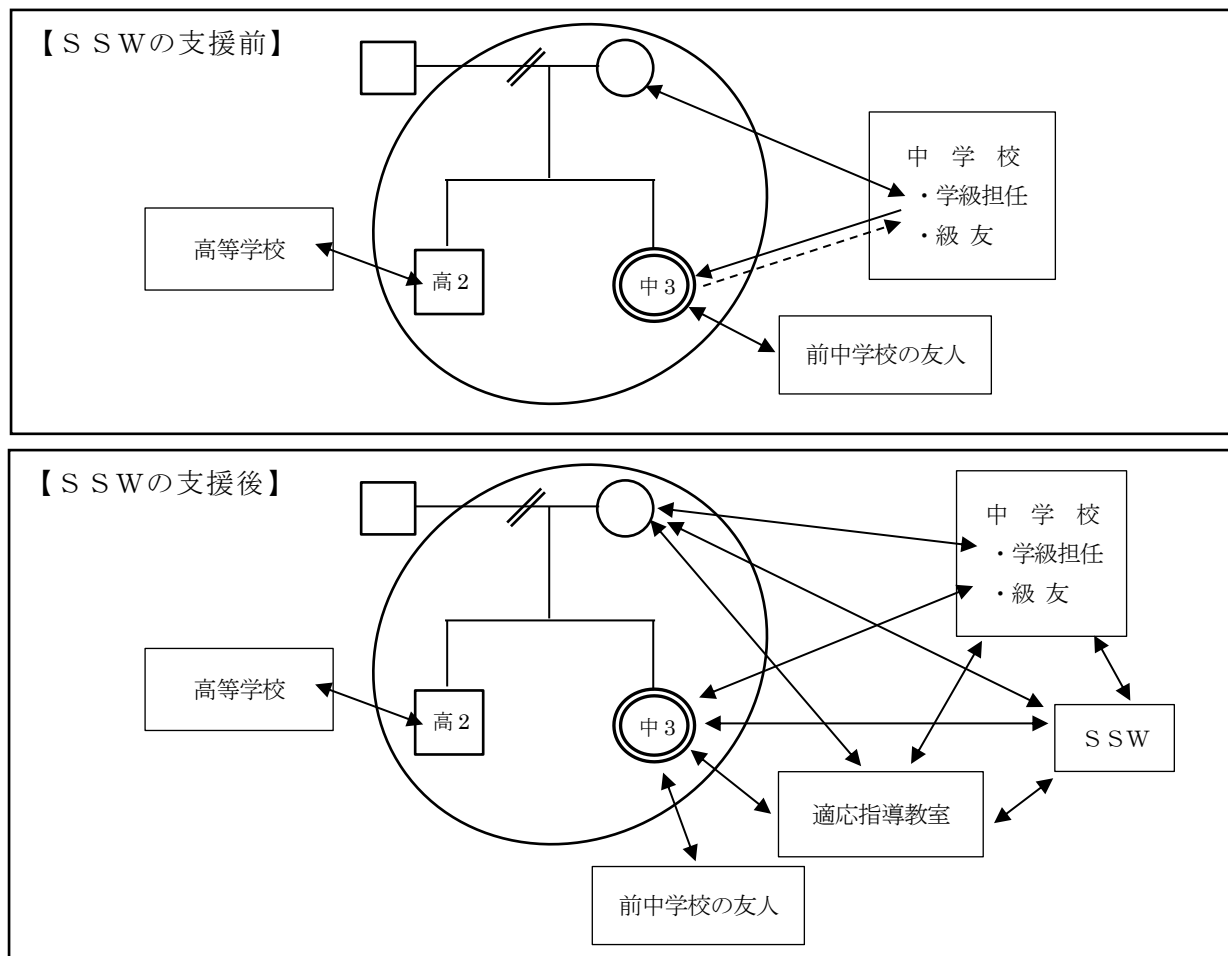 【ＳＳＷの支援前】
中　学　校
・学級担任
・級 友
高等学校
高２
中３
前中学校の友人
【ＳＳＷの支援後】
中　学　校
・学級担任
・級 友
高等学校
高２
中３
ＳＳＷ
適応指導教室
前中学校の友人